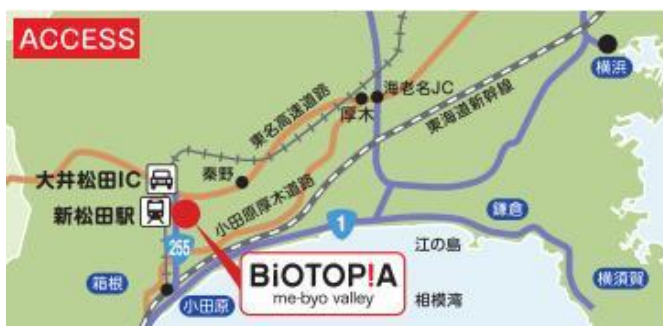 ACCESS
横浜
海老名JC
厚木
東名高速道路
東海道新幹線
大井松田IC
秦野
新松田駅
小田原厚木道路
鎌倉
1
255
江の島
BiOTOP!A
me-byo valley
箱根
小田原
横須賀
相模湾